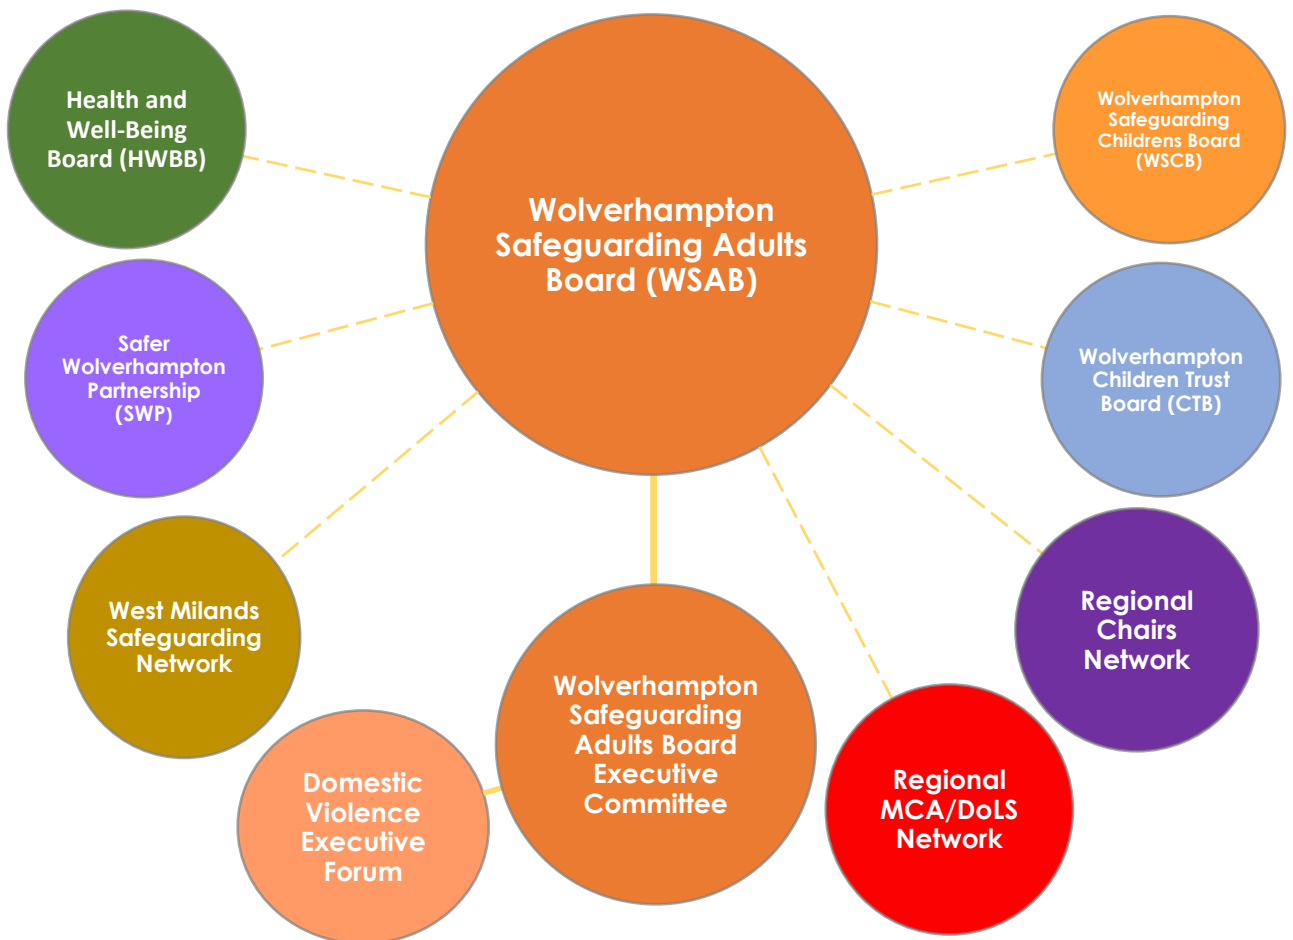 Health and
Well-Being
Board (HWBB)
Wolverhampton
Safeguarding Adults
Board (WSAB)
Wolverhampton
Safeguarding
Childrens Board
(WSCB)
Safer
Wolverhampton
Partnership
(SWP)
Wolverhampton
Children Trust
Board (CTB)
West Milands
Safeguarding
Network
Regional
Chairs
Network
Wolverhampton
Safeguarding
Adults Board
Executive
Committee
Domestic
Violence
Executive
Forum
Regional
MCA/DoLS
Network